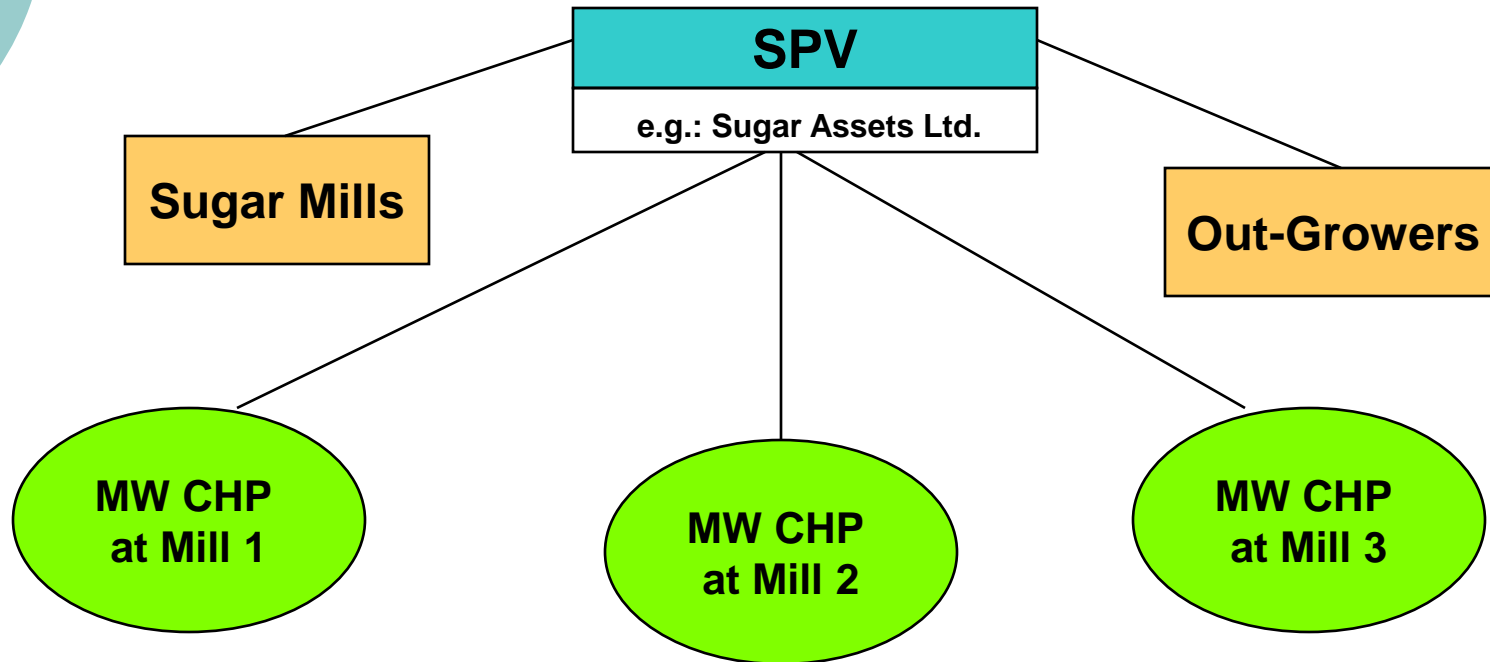 SPV
e.g.: Sugar Assets Ltd.
Sugar Mills
Out-Growers
MW CHP
at Mill 1
MW CHP
at Mill 2
MW CHP
at Mill 3